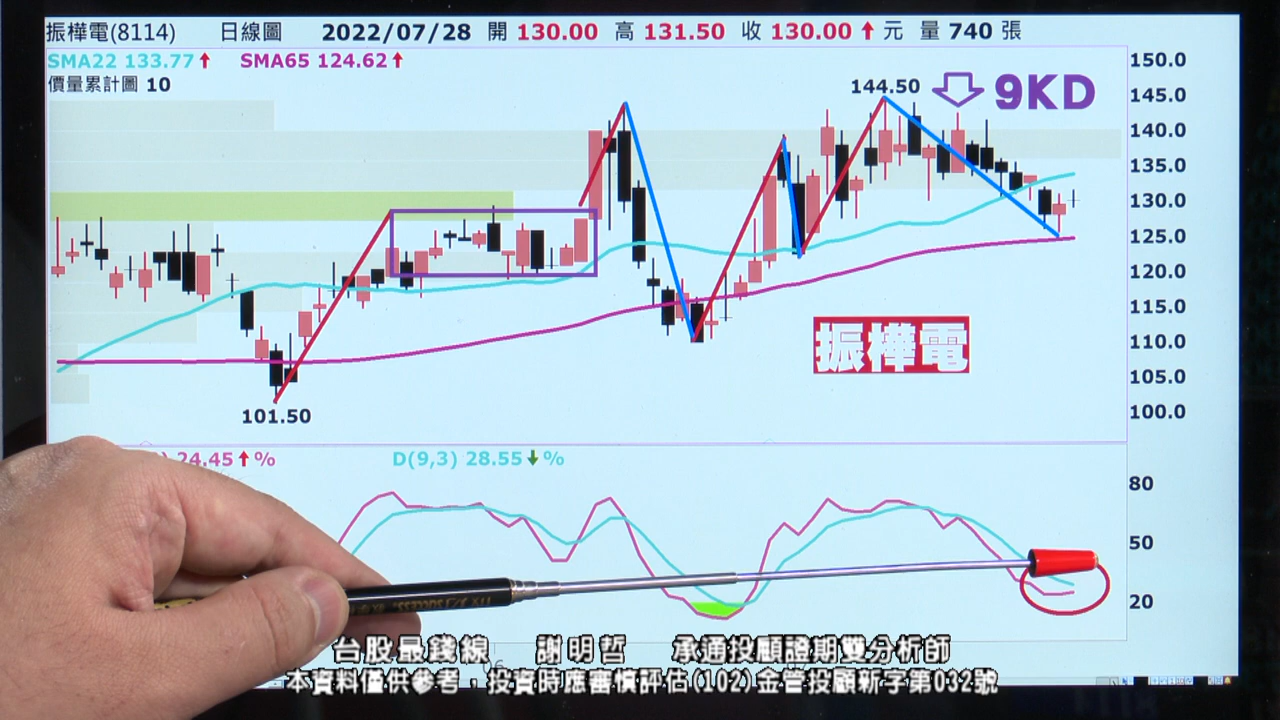 振樺電(8114) 日線圖 2022/07/28 開 130.00 高 131.50 收 130.00 ↑ 元 量 740 張
SMA22 133.77↑ SMA65 124.62↑
價量累計圖 10
144.50 9KD
150.0
145.0
140.0
135.0
130.0
125.0
120.0
115.0
110.0
105.0
100.0
振樺電
101.50
24.45↑% D(9,3) 28.55↓%
80
50
20
台股最錢線 謝明哲 承通投顧證期雙分析師
本資料僅供參考，投資時應審慎評估(102)金管投顧新字第032號